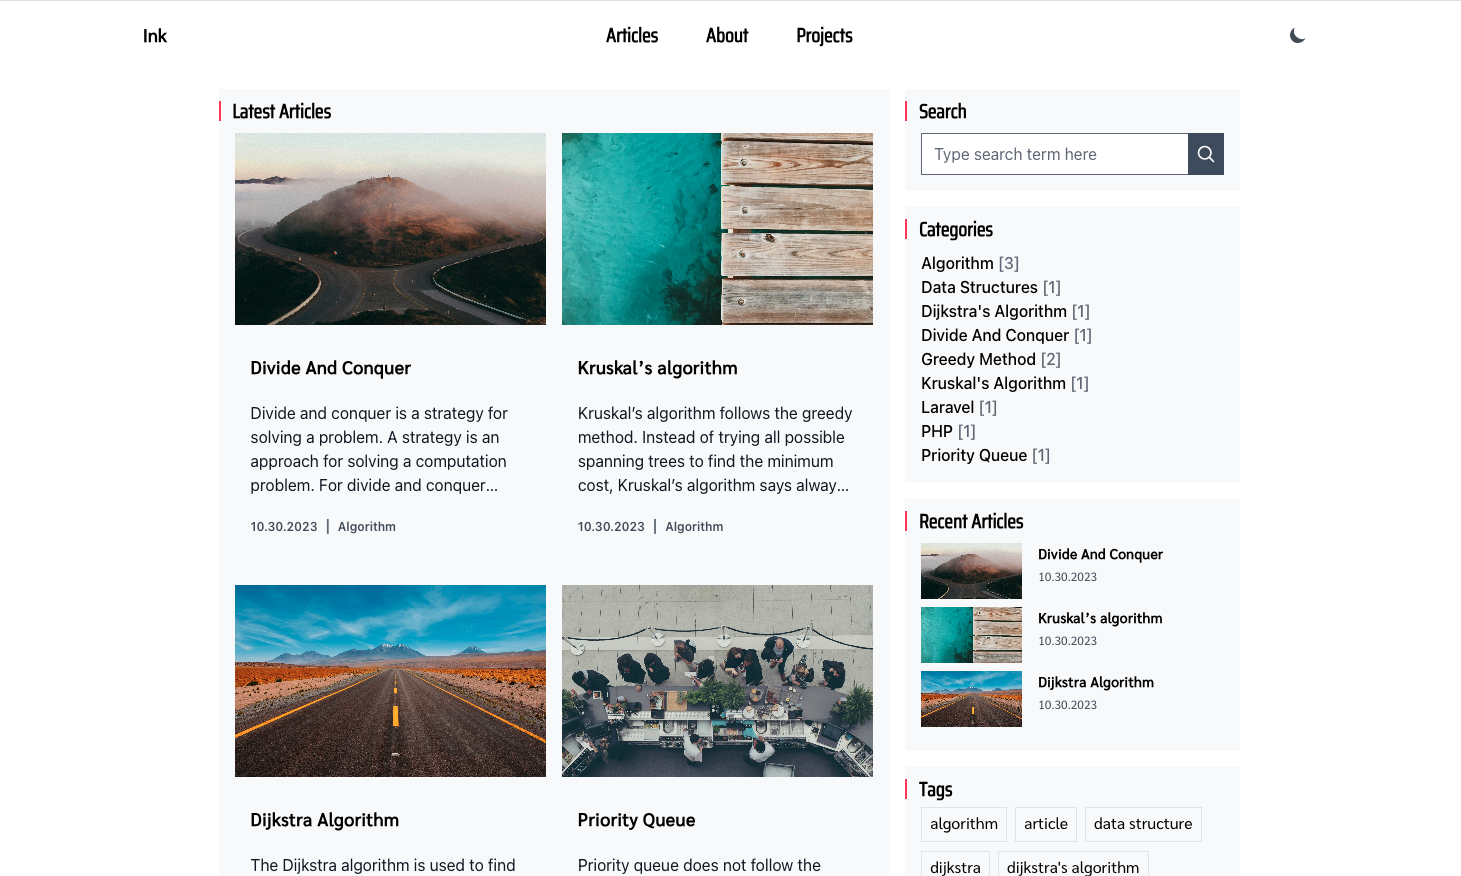 Ink
Articles
About
Projects
Latest Articles
Divide And Conquer
Divide and conquer is a strategy for
solving a problem. A strategy is an
approach for solving a computation
problem. For divide and conquer...
10.30.2023 | Algorithm
Kruskal’s algorithm
Kruskal’s algorithm follows the greedy
method. Instead of trying all possible
spanning trees to find the minimum
cost, Kruskal’s algorithm says alway...
10.30.2023 | Algorithm
Dijkstra Algorithm
The Dijkstra algorithm is used to find
Priority Queue
Priority queue does not follow the
Search
Type search term here
Categories
Algorithm [3]
Data Structures [1]
Dijkstra's Algorithm [1]
Divide And Conquer [1]
Greedy Method [2]
Kruskal's Algorithm [1]
Laravel [1]
PHP [1]
Priority Queue [1]
Recent Articles
Divide And Conquer
10.30.2023
Kruskal’s algorithm
10.30.2023
Dijkstra Algorithm
10.30.2023
Tags
algorithm
article
data structure
dijkstra
dijkstra's algorithm